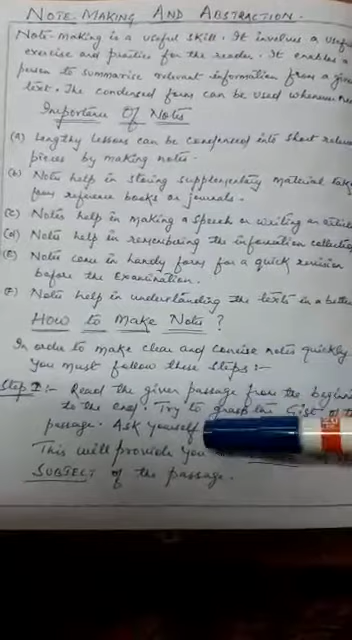 NOTE-MAKING AND ABSTRACTION.
Note-Making is a useful skill. It involves a useful
exercise and practice for the reader. It enables a
person to summarise relevant information from a given
text. The condensed form can be used whenever
Importance Of Notes
(a) Lengthy lessons can be condensed into short
pieces by making notes.
(b) Notes help in storing supplementary material
from reference books or journals.
(c) Notes help in making a speech or writing an
(d) Notes help in remembering the information
(E) Notes come in handy form for a quick revision
before the Examination.
(F) Notes help in understanding the texts in a
HOW TO MAKE NOTES?
In order to make clear and concise notes quickly
you must follow these steps:-
Step I:- Read the given passage from the
to the end. Try to grasp the Gist of
passage. Ask yourself
This will provide you
SUBJECT of the passage.